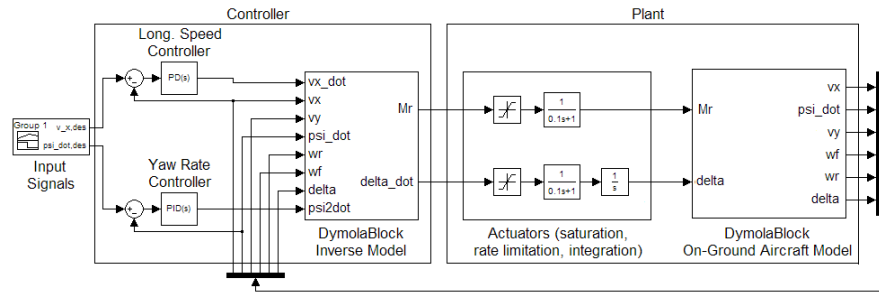 Controller
Plant
Long. Speed
Controller
PD(s)
Group 1
v_x,des
psi_dot,des
Input
Signals
Yaw Rate
Controller
PID(s)
vx_dot
vx
vy
psi_dot
wr
wf
delta
psi2dot
Mr
delta_dot
DymolaBlock
Inverse Model
1
0.1s+1
1
0.1s+1
1
s
Actuators (saturation,
rate limitation, integration)
Mr
delta
vx
psi_dot
vy
wf
wr
delta
DymolaBlock
On-Ground Aircraft Model